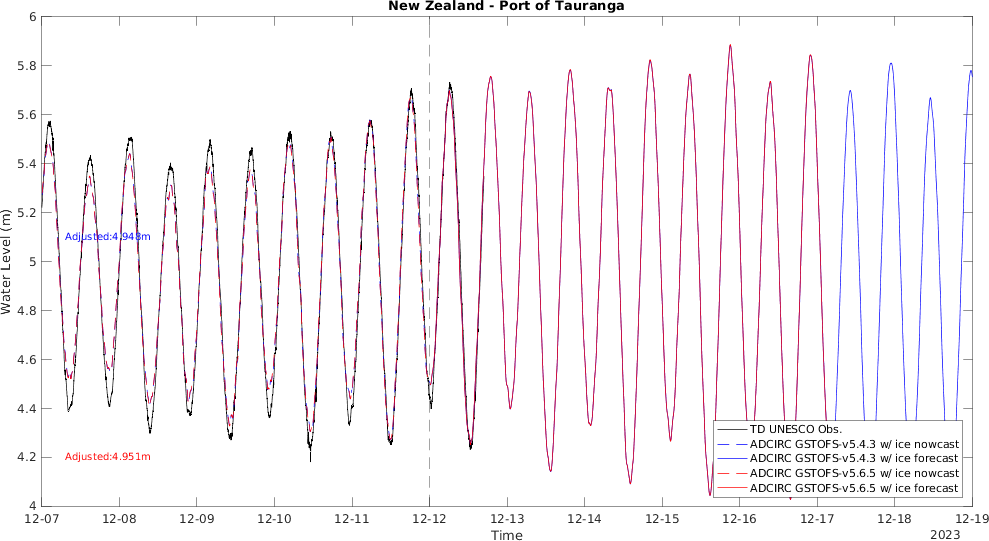 New Zealand - Port of Tauranga
6
5.8
5.6
5.4
5.2
5
4.8
4.6
4.4
4.2
4
Water Level (m)
Adjusted:4.943m
Adjusted:4.951m
TD UNESCO Obs.
ADCIRC GSTOFS-v5.4.3 w/ ice nowcast
ADCIRC GSTOFS-v5.4.3 w/ ice forecast
ADCIRC GSTOFS-v5.6.5 w/ ice nowcast
ADCIRC GSTOFS-v5.6.5 w/ ice forecast
12-07 12-08 12-09 12-10 12-11 12-12 12-13 12-14 12-15 12-16 12-17 12-18 12-19
Time
2023